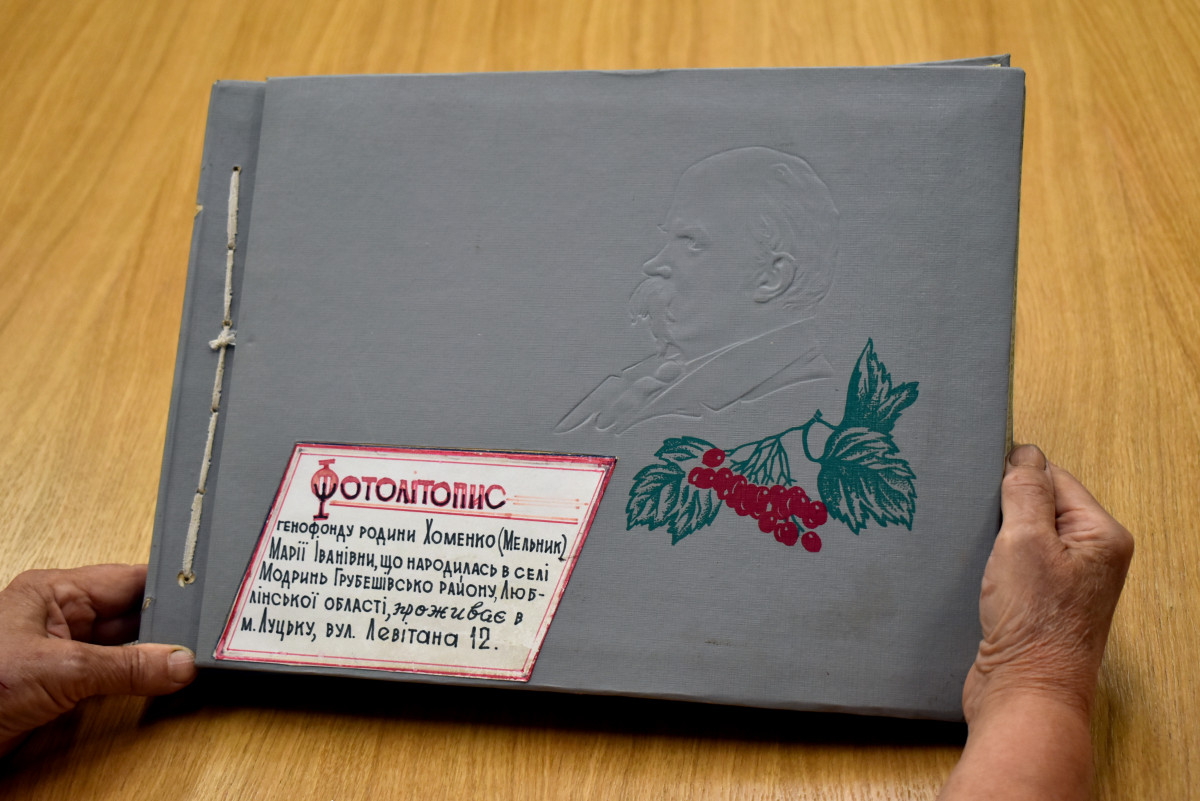 Фотолітопис
генофонду родини Хоменко (Мельник)
Марії Іванівни, що народилась в селі
Модринь Грубешівсько району, Люб-
лінської області, проживає в
м. Луцьку, вул. Левітана 12.